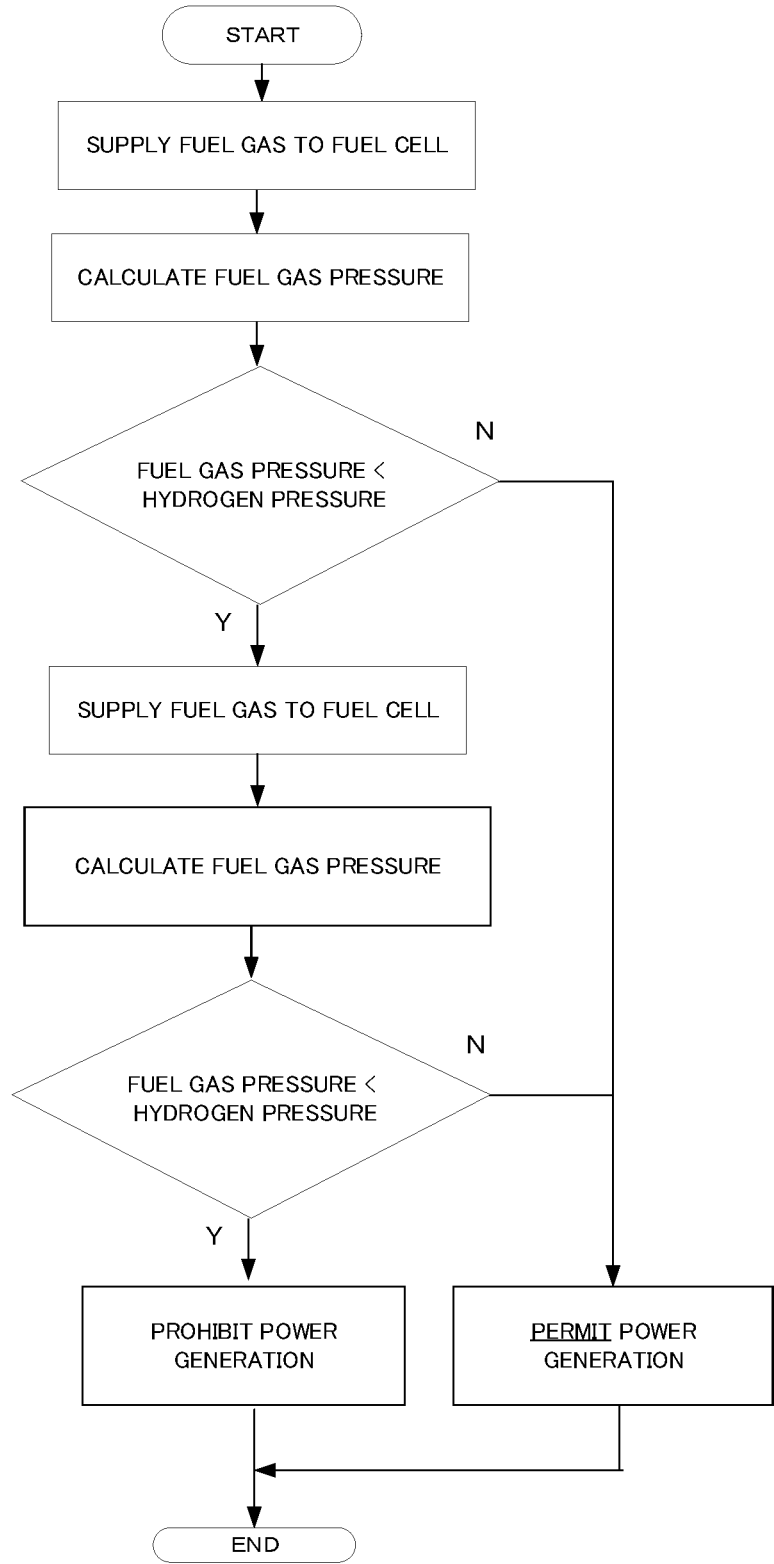 START
SUPPLY FUEL GAS TO FUEL CELL
CALCULATE FUEL GAS PRESSURE
N
FUEL GAS PRESSURE <
HYDROGEN PRESSURE
Y
SUPPLY FUEL GAS TO FUEL CELL
CALCULATE FUEL GAS PRESSURE
N
FUEL GAS PRESSURE <
HYDROGEN PRESSURE
Y
PROHIBIT POWER
GENERATION
PERMIT POWER
GENERATION
END